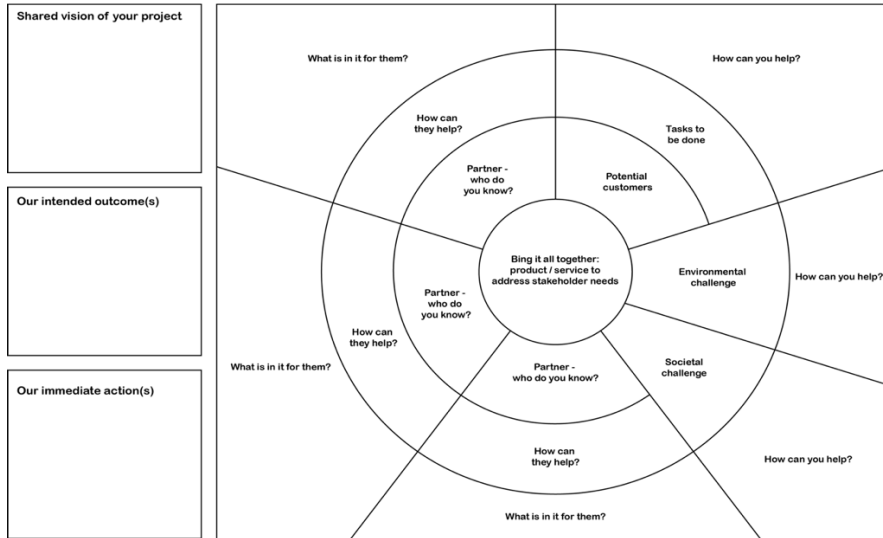 Shared vision of your project
Our intended outcome(s)
Our immediate action(s)
What is in it for them?
How can
they help?
Partner -
who do
you know?
How can you help?
Tasks to
be done
Potential
customers
Bing it all together:
product / service to
address stakeholder needs
Environmental
challenge
How can you help?
Societal
challenge
How can you help?
Partner -
who do
you know?
How can
they help?
What is in it for them?
Partner -
who do you know?
How can
they help?
What is in it for them?